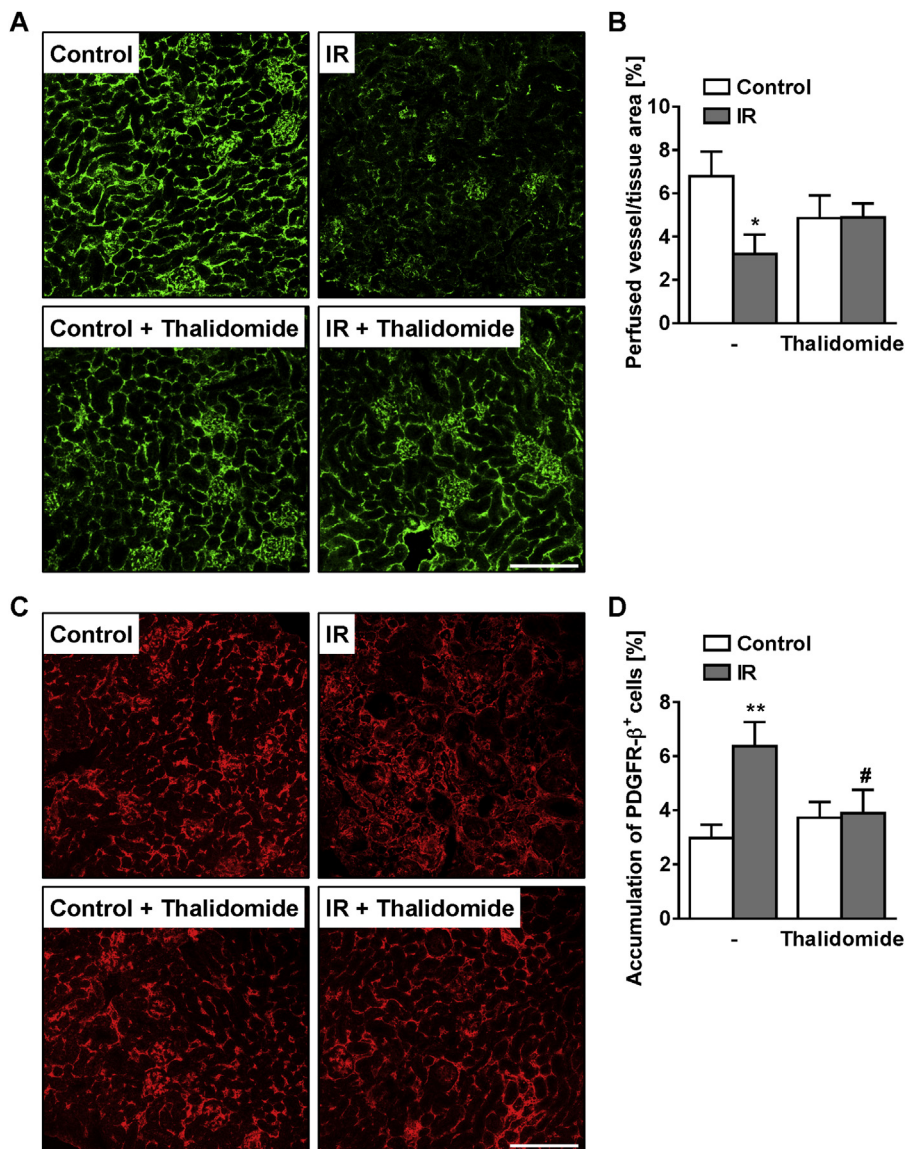 A
Control
IR
Control + Thalidomide
IR + Thalidomide
B
Control
IR
Perfused vessel/tissue area [%]
10
8
6
4
2
0
*
-
Thalidomide
C
Control
IR
Control + Thalidomide
IR + Thalidomide
D
Control
IR
Accumulation of PDGFR-β⁺ cells [%]
8
6
4
2
0
**
#
-
Thalidomide